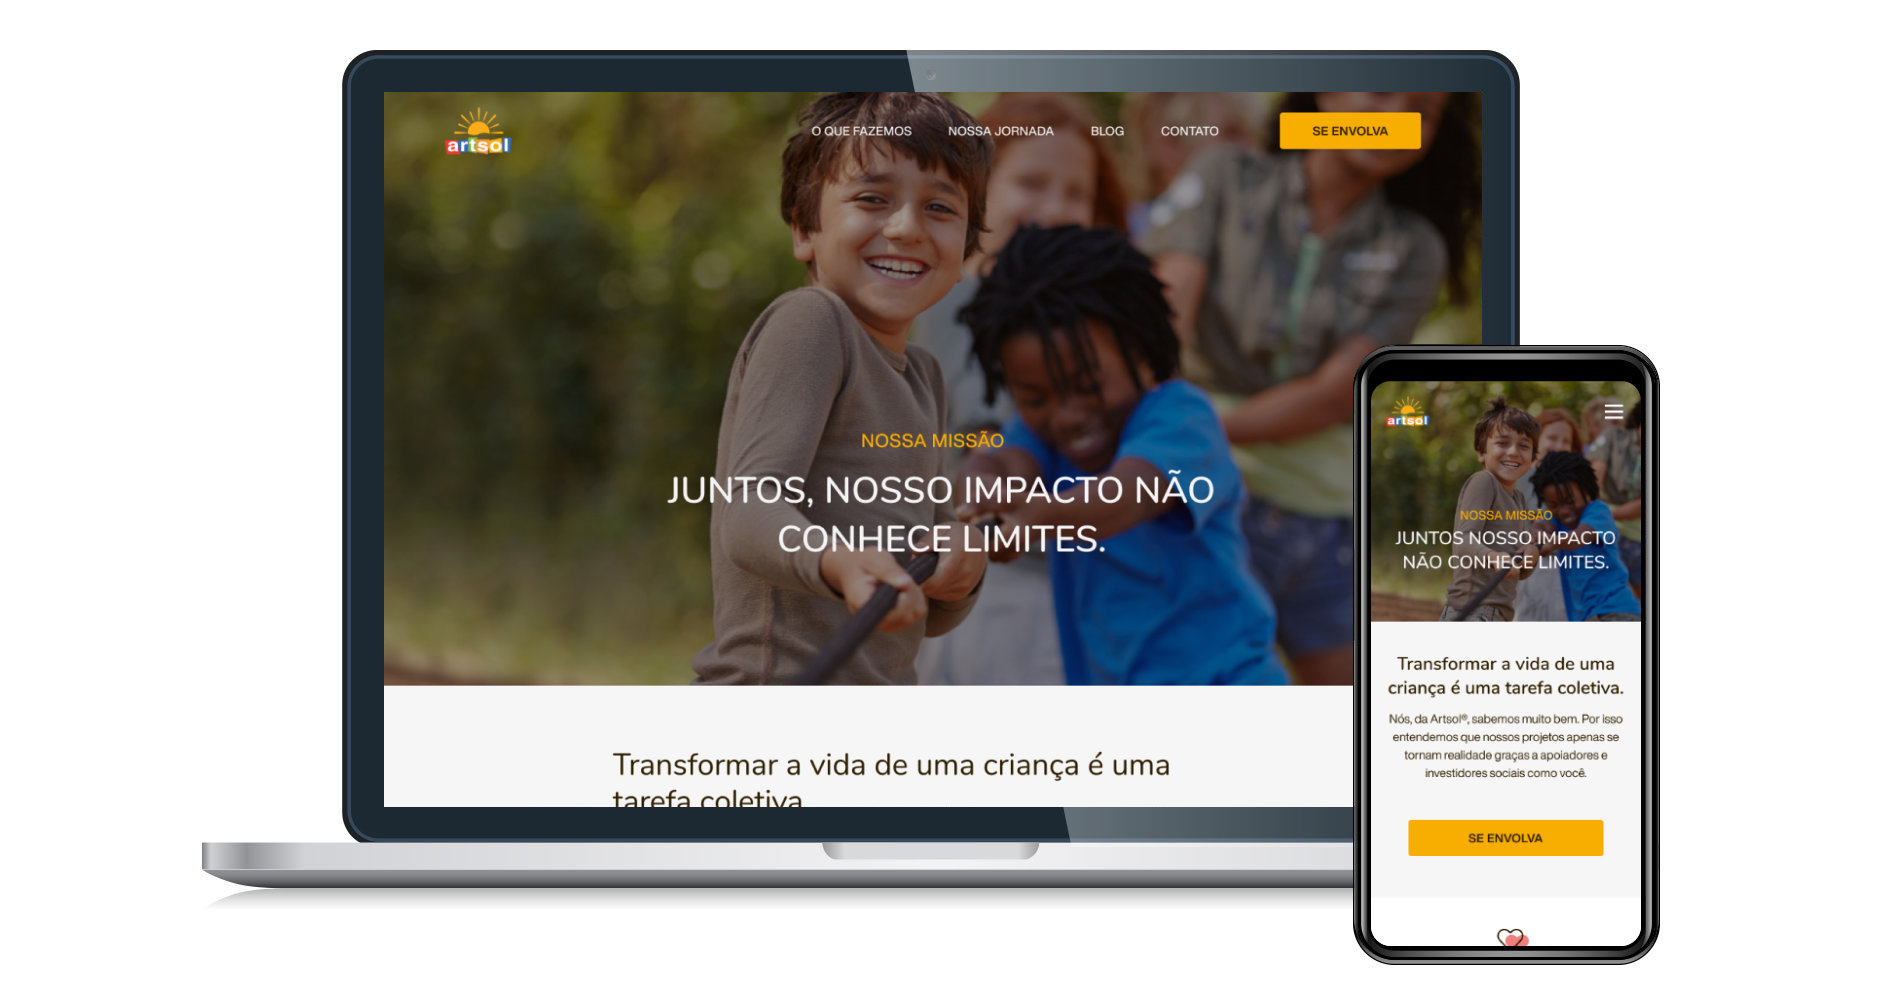 artsol
O QUE FAZEMOS NOSSA JORNADA BLOG CONTATO SE ENVOLVA
NOSSA MISSÃO
JUNTOS, NOSSO IMPACTO NÃO
CONHECE LIMITES.
Transformar a vida de uma criança é uma
tarefa coletiva
artsol
NOSSA MISSÃO
JUNTOS NOSSO IMPACTO
NÃO CONHECE LIMITES.
Transformar a vida de uma
criança é uma tarefa coletiva.
Nós, da Artsol®, sabemos muito bem. Por isso
entendemos que nossos projetos apenas se
tornam realidade graças a apoiadores e
investidores sociais como você.
SE ENVOLVA